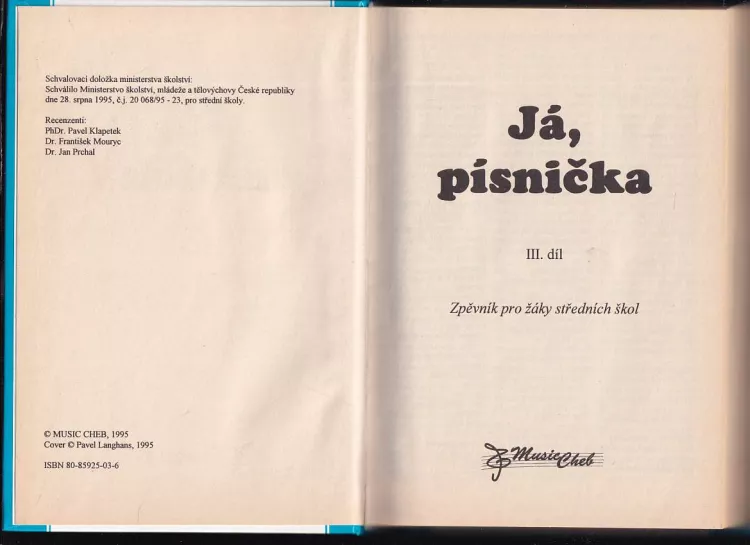 Schvalovací doložka ministerstva školství:
Schválilo Ministerstvo školství, mládeže a tělovýchovy České republiky
dne 28. srpna 1995, č.j. 20 068/95 - 23, pro střední školy.
Recenzenti:
PhDr. Pavel Klapetek
Dr. František Mouryc
Dr. Jan Prchal
© MUSIC CHEB, 1995
Cover © Pavel Langhans, 1995
ISBN 80-85925-03-6
Já,
písnička
III. díl
Zpěvník pro žáky středních škol
Music Cheb